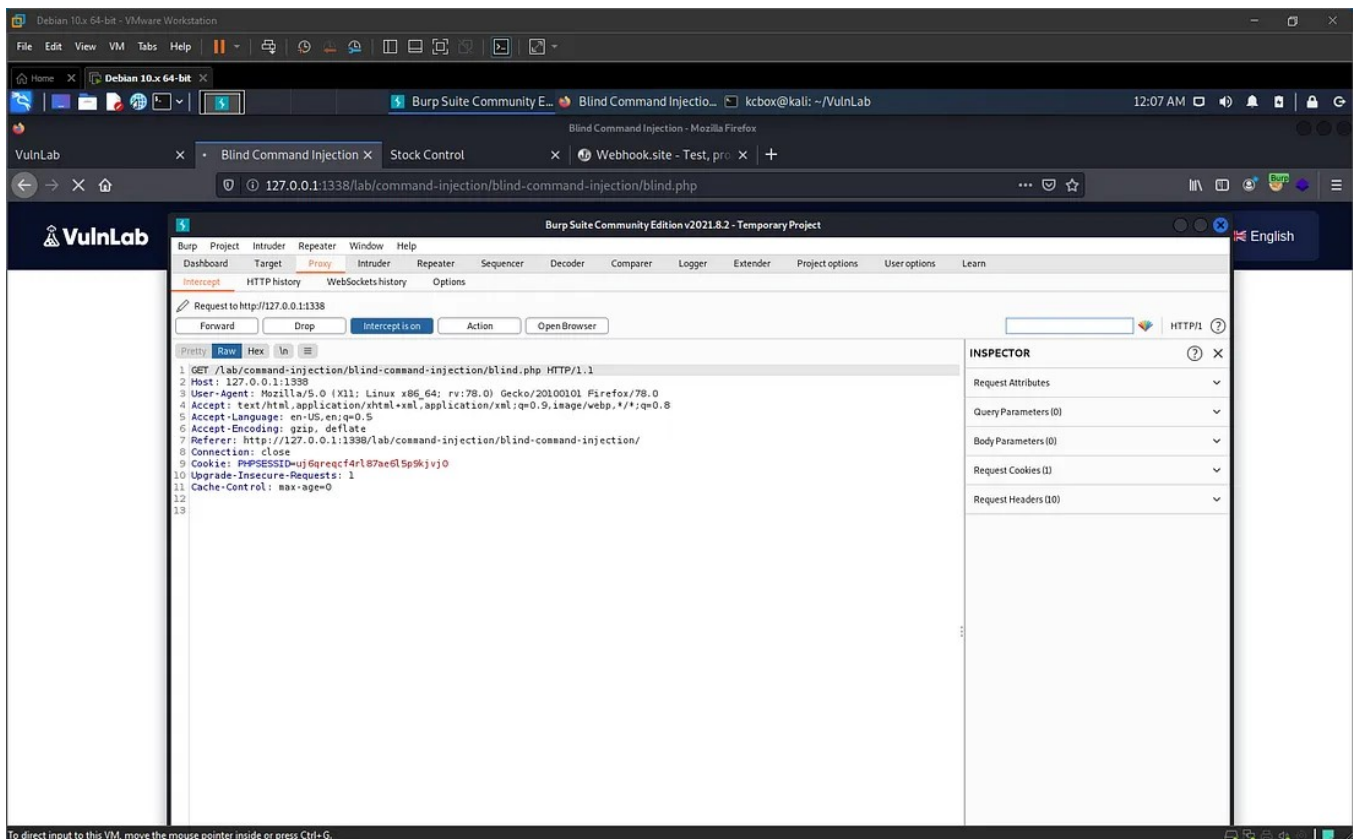 Debian 10.x 64-bit - VMware Workstation
File Edit View VM Tabs Help
Home X Debian 10.x 64-bit X
Burp Suite Community E... Blind Command Injectio... kcbox@kali: ~/VulnLab 12:07 AM
Blind Command Injection - Mozilla Firefox
VulnLab Blind Command Injection Stock Control Webhook.site - Test, pro
127.0.0.1:1338/lab/command-injection/blind-command-injection/blind.php
Burp
VulnLab
English
Burp Suite Community Edition v2021.8.2 - Temporary Project
Burp Project Intruder Repeater Window Help
Dashboard Target Proxy Intruder Repeater Sequencer Decoder Comparer Logger Extender Project options User options Learn
Intercept HTTP history WebSockets history Options
Request to http://127.0.0.1:1338
Forward Drop Intercept is on Action Open Browser HTTP/1 ?
Pretty Raw Hex \n
INSPECTOR
1 GET /lab/command-injection/blind-command-injection/blind.php HTTP/1.1
2 Host: 127.0.0.1:1338
3 User-Agent: Mozilla/5.0 (X11; Linux x86_64; rv:78.0) Gecko/20100101 Firefox/78.0
4 Accept: text/html,application/xhtml+xml,application/xml;q=0.9,image/webp,*/*;q=0.8
5 Accept-Language: en-US,en;q=0.5
6 Accept-Encoding: gzip, deflate
7 Referer: http://127.0.0.1:1338/lab/command-injection/blind-command-injection/
8 Connection: close
9 Cookie: PHPSESSID=uj6qreqcf4rl87ae6l5p9kjvj0
10 Upgrade-Insecure-Requests: 1
11 Cache-Control: max-age=0
12
13
Request Attributes
Query Parameters (0)
Body Parameters (0)
Request Cookies (1)
Request Headers (10)
To direct input to this VM, move the mouse pointer inside or press Ctrl+G.